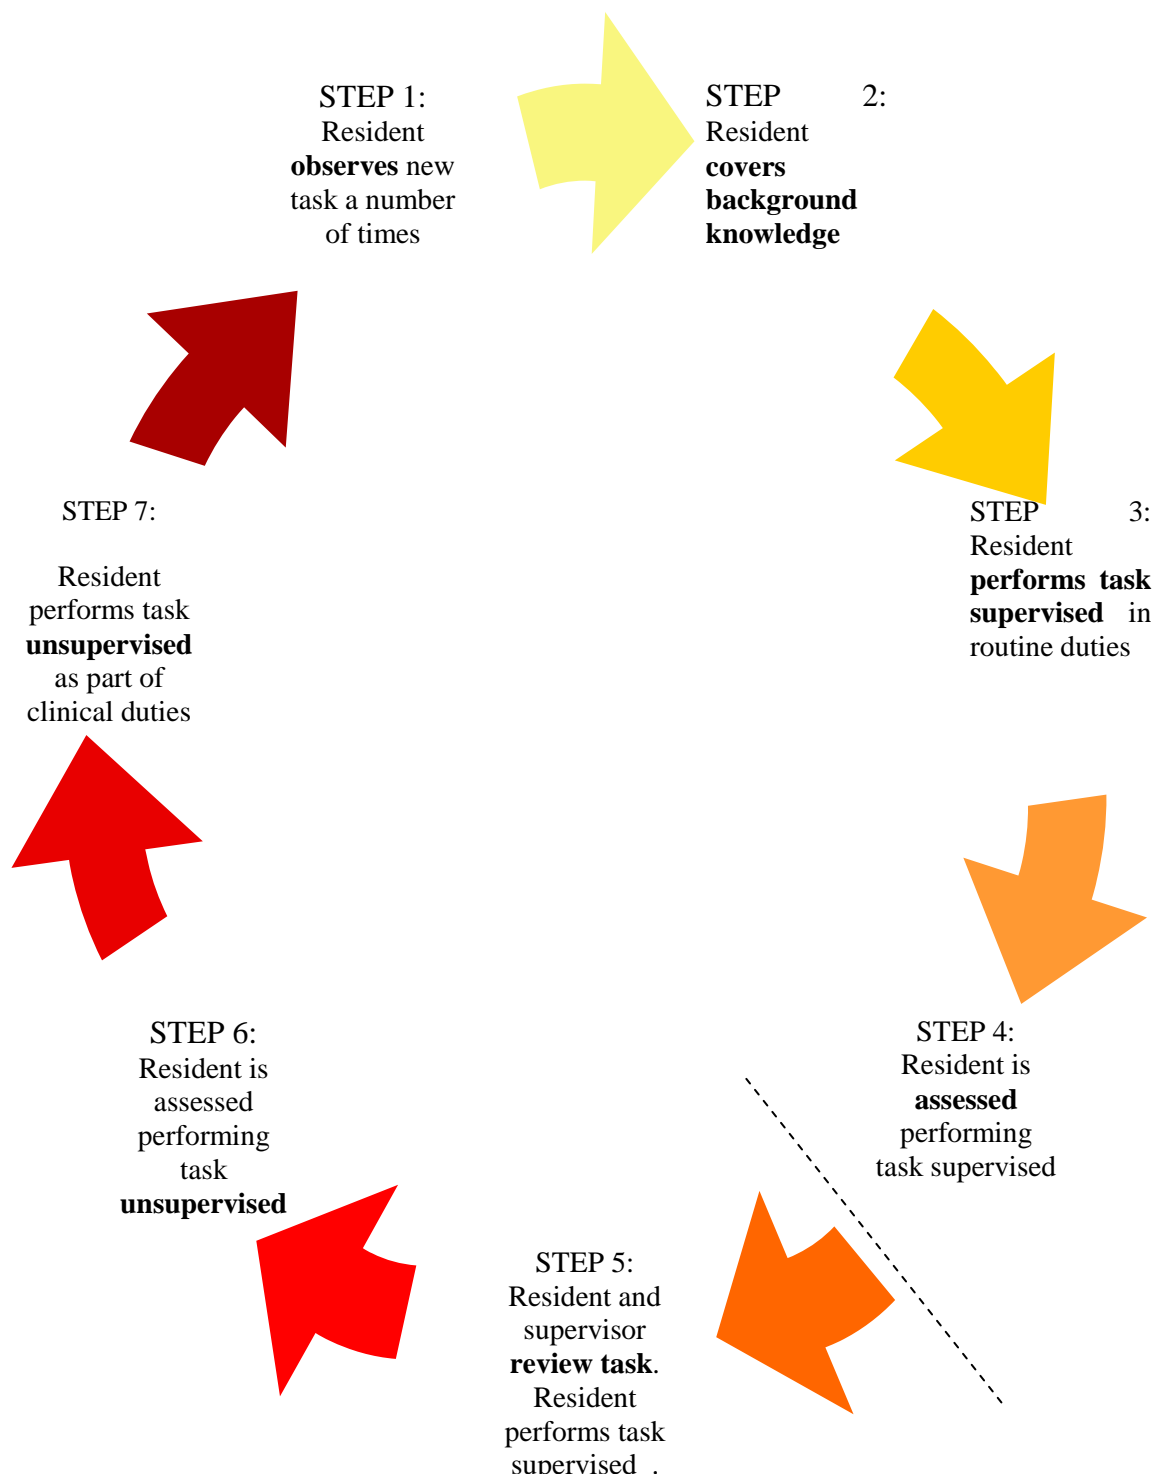 STEP 1:
Resident
observes new
task a number
of times
STEP 2:
Resident
covers
background
knowledge
STEP 3:
Resident
performs task
supervised in
routine duties
STEP 4:
Resident is
assessed
performing
task supervised
STEP 5:
Resident and
supervisor
review task.
Resident
performs task
supervised .
STEP 6:
Resident is
assessed
performing
task
unsupervised
STEP 7:
Resident
performs task
unsupervised
as part of
clinical duties